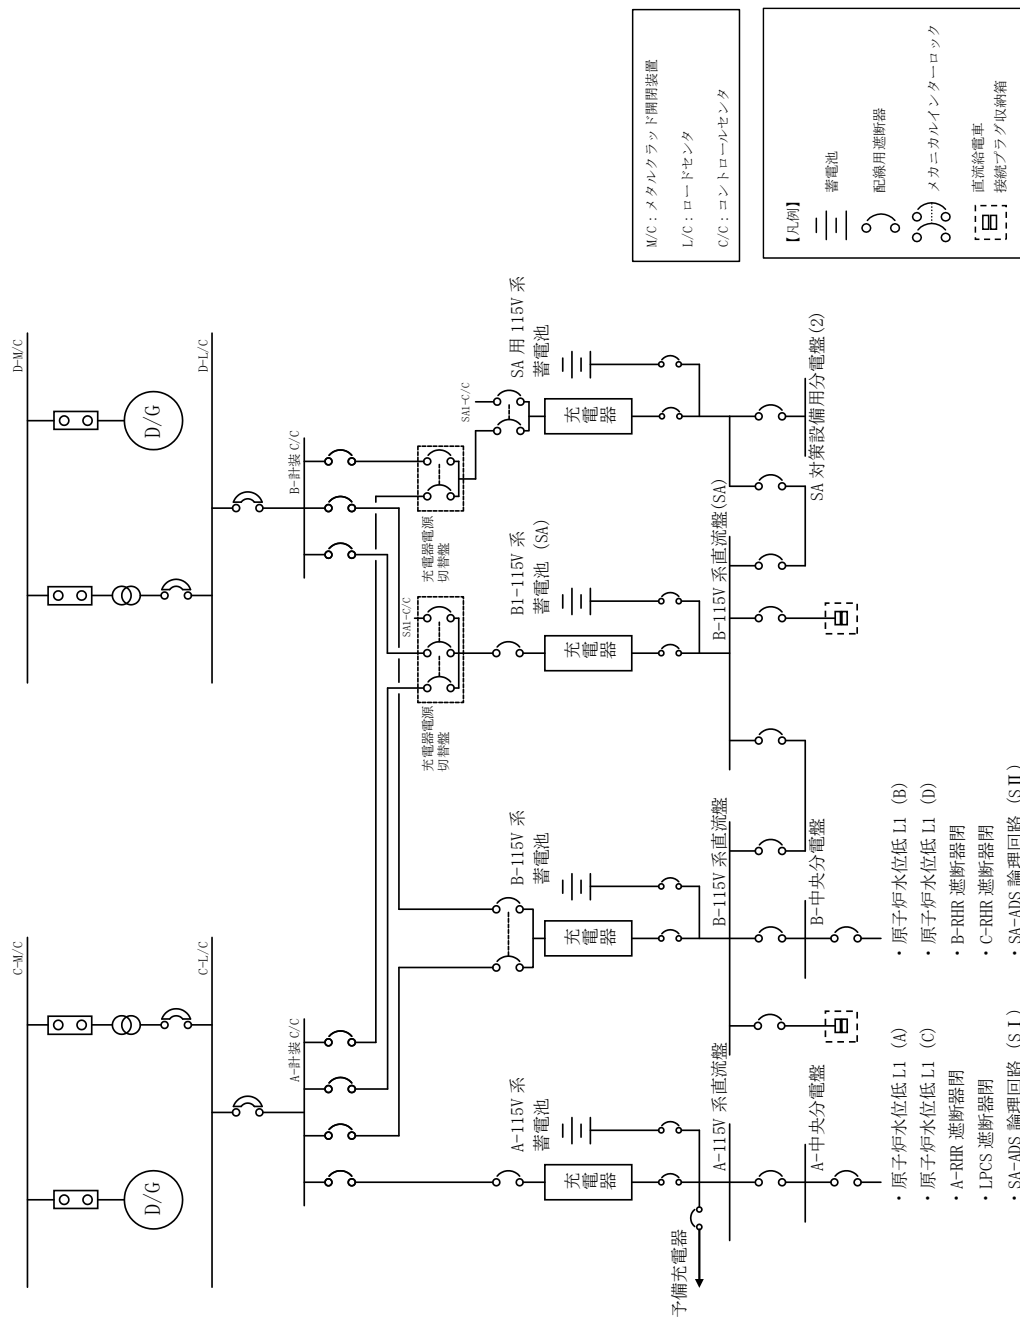 D-M/C
D/G
D-L/C
B-計装 C/C
C-M/C
D/G
C-L/C
A-計装 C/C
充電器電源
切替盤
SA1-C/C
充電器電源
切替盤
SA1-C/C
A-115V 系
蓄電池
充電器
B-115V 系
蓄電池
充電器
B1-115V 系
蓄電池 (SA)
充電器
SA 用 115V 系
蓄電池
充電器
予備充電器
A-115V 系直流盤
B-115V 系直流盤
B-115V 系直流盤(SA)
SA 対策設備用分電盤(2)
A-中央分電盤
B-中央分電盤
・原子炉水位低 L1 (A)
・原子炉水位低 L1 (C)
・A-RHR 遮断器閉
・LPCS 遮断器閉
・SA-ADS 論理回路 (SⅠ)
・原子炉水位低 L1 (B)
・原子炉水位低 L1 (D)
・B-RHR 遮断器閉
・C-RHR 遮断器閉
・SA-ADS 論理回路 (SⅡ)
M/C：メタルクラッド開閉装置
L/C：ロードセンタ
C/C：コントロールセンタ
【凡例】
蓄電池
配線用遮断器
メカニカルインターロック
直流給電車
接続プラグ収納箱